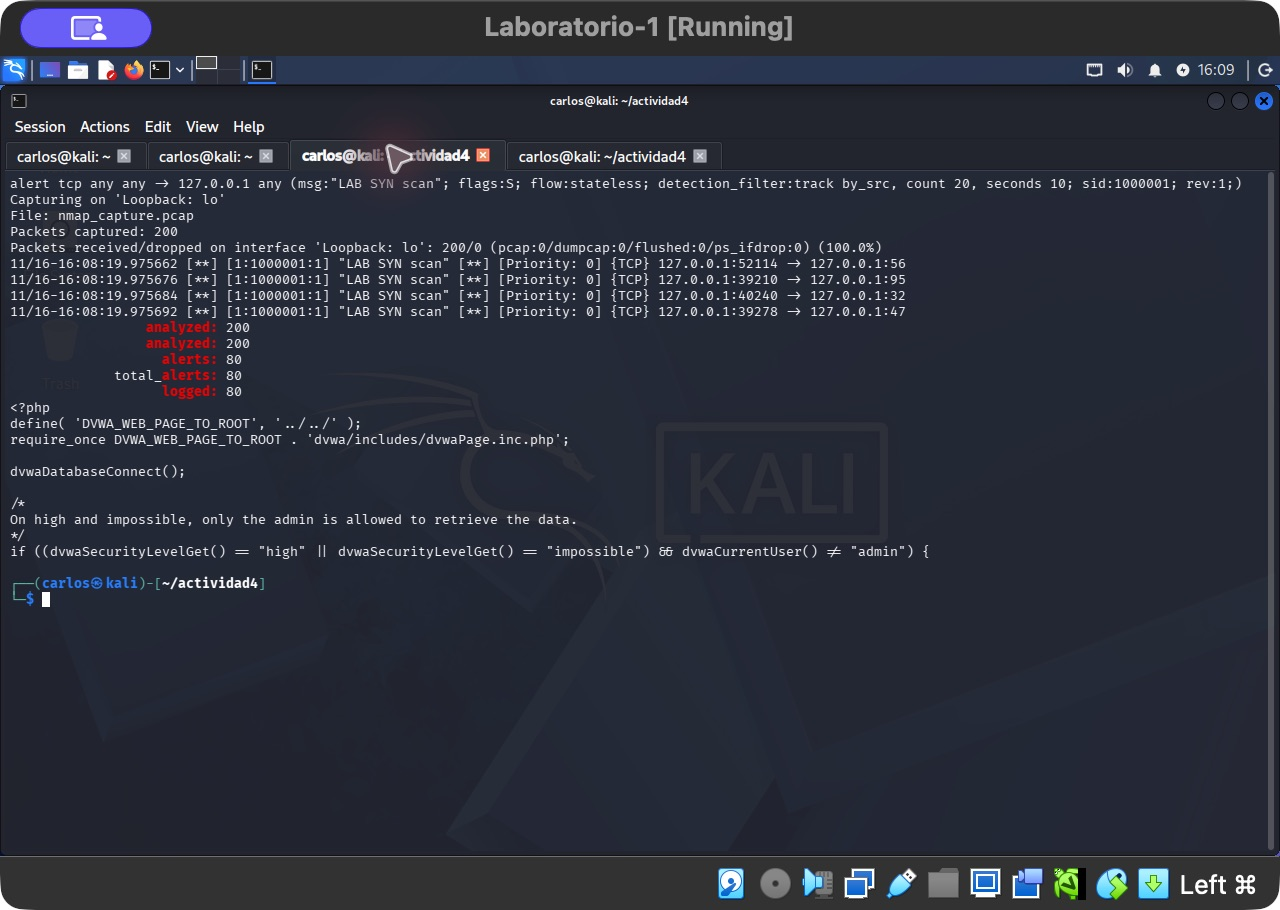 Laboratorio-1 [Running]
16:09
carlos@kali: ~/actividad4
Session Actions Edit View Help
carlos@kali: ~
carlos@kali: ~
carlos@kali: tividad4
carlos@kali: ~/actividad4
alert tcp any any -> 127.0.0.1 any (msg:"LAB SYN scan"; flags:S; flow:stateless; detection_filter:track by_src, count 20, seconds 10; sid:1000001; rev:1;)
Capturing on 'Loopback: lo'
File: nmap_capture.pcap
Packets captured: 200
Packets received/dropped on interface 'Loopback: lo': 200/0 (pcap:0/dumpcap:0/flushed:0/ps_ifdrop:0) (100.0%)
11/16-16:08:19.975662 [**] [1:1000001:1] "LAB SYN scan" [**] [Priority: 0] {TCP} 127.0.0.1:52114 -> 127.0.0.1:56
11/16-16:08:19.975676 [**] [1:1000001:1] "LAB SYN scan" [**] [Priority: 0] {TCP} 127.0.0.1:39210 -> 127.0.0.1:95
11/16-16:08:19.975684 [**] [1:1000001:1] "LAB SYN scan" [**] [Priority: 0] {TCP} 127.0.0.1:40240 -> 127.0.0.1:32
11/16-16:08:19.975692 [**] [1:1000001:1] "LAB SYN scan" [**] [Priority: 0] {TCP} 127.0.0.1:39278 -> 127.0.0.1:47
analyzed: 200
analyzed: 200
alerts: 80
total_alerts: 80
logged: 80
Trash
<?php
define( 'DVWA_WEB_PAGE_TO_ROOT', '../../' );
require_once DVWA_WEB_PAGE_TO_ROOT . 'dvwa/includes/dvwaPage.inc.php';
dvwaDatabaseConnect();
/*
On high and impossible, only the admin is allowed to retrieve the data.
*/
if ((dvwaSecurityLevelGet() == "high" || dvwaSecurityLevelGet() == "impossible") && dvwaCurrentUser() != "admin") {
KALI
┌──(carlos㉿kali)-[~/actividad4]
└─$
Left ⌘